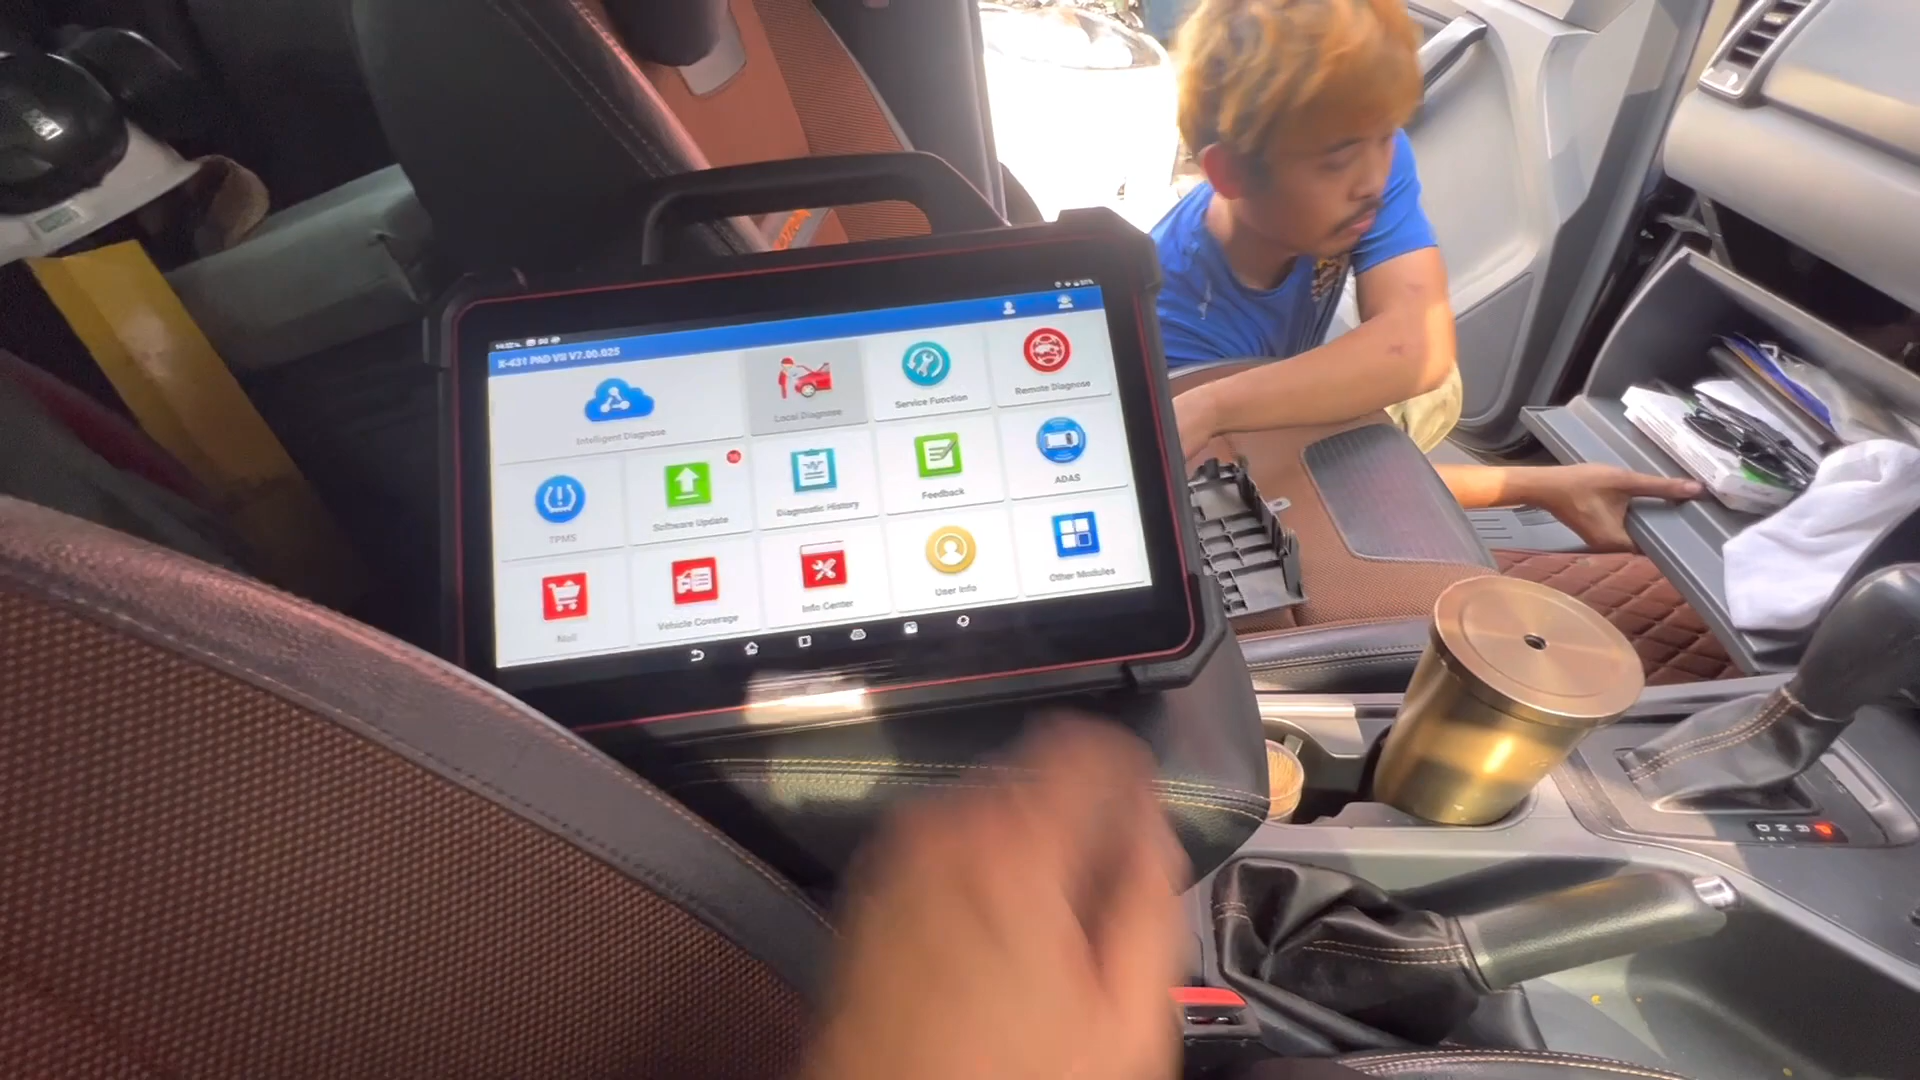 X-431 PAD VII V7.00.025
Intelligent Diagnose
Local Diagnose
Service Function
Remote Diagnose
TPMS
Software Update
Diagnostic History
Feedback
ADAS
Mall
Vehicle Coverage
Info Center
User Info
Other Modules
D N R P